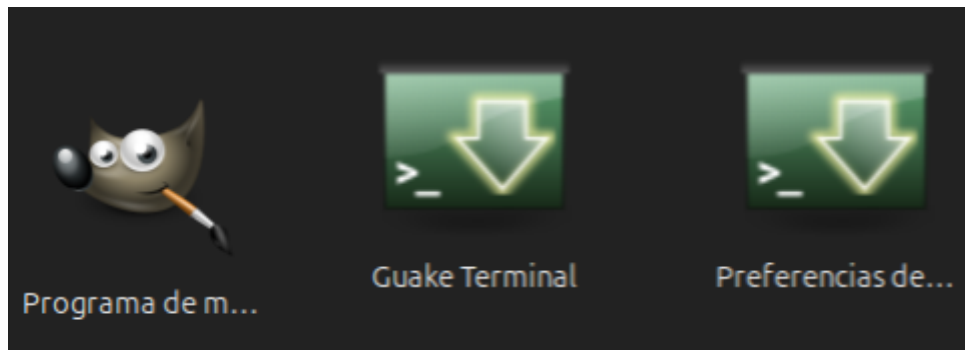 >_
>_
Guake Terminal
Preferencias de...
Programa de m...